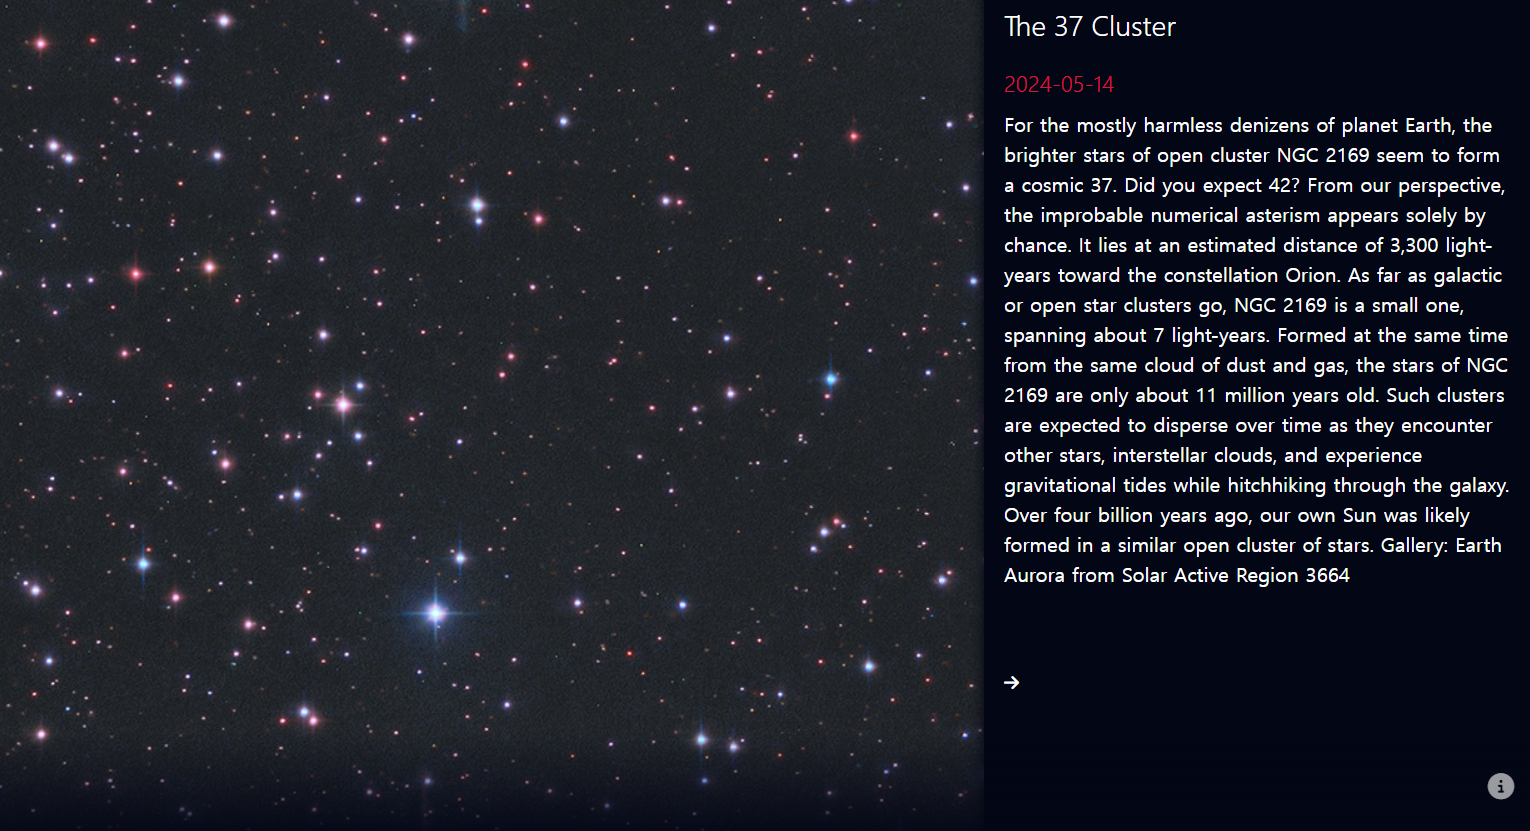 The 37 Cluster
2024-05-14
For the mostly harmless denizens of planet Earth, the
brighter stars of open cluster NGC 2169 seem to form
a cosmic 37. Did you expect 42? From our perspective,
the improbable numerical asterism appears solely by
chance. It lies at an estimated distance of 3,300 light-
years toward the constellation Orion. As far as galactic
or open star clusters go, NGC 2169 is a small one,
spanning about 7 light-years. Formed at the same time
from the same cloud of dust and gas, the stars of NGC
2169 are only about 11 million years old. Such clusters
are expected to disperse over time as they encounter
other stars, interstellar clouds, and experience
gravitational tides while hitchhiking through the galaxy.
Over four billion years ago, our own Sun was likely
formed in a similar open cluster of stars. Gallery: Earth
Aurora from Solar Active Region 3664